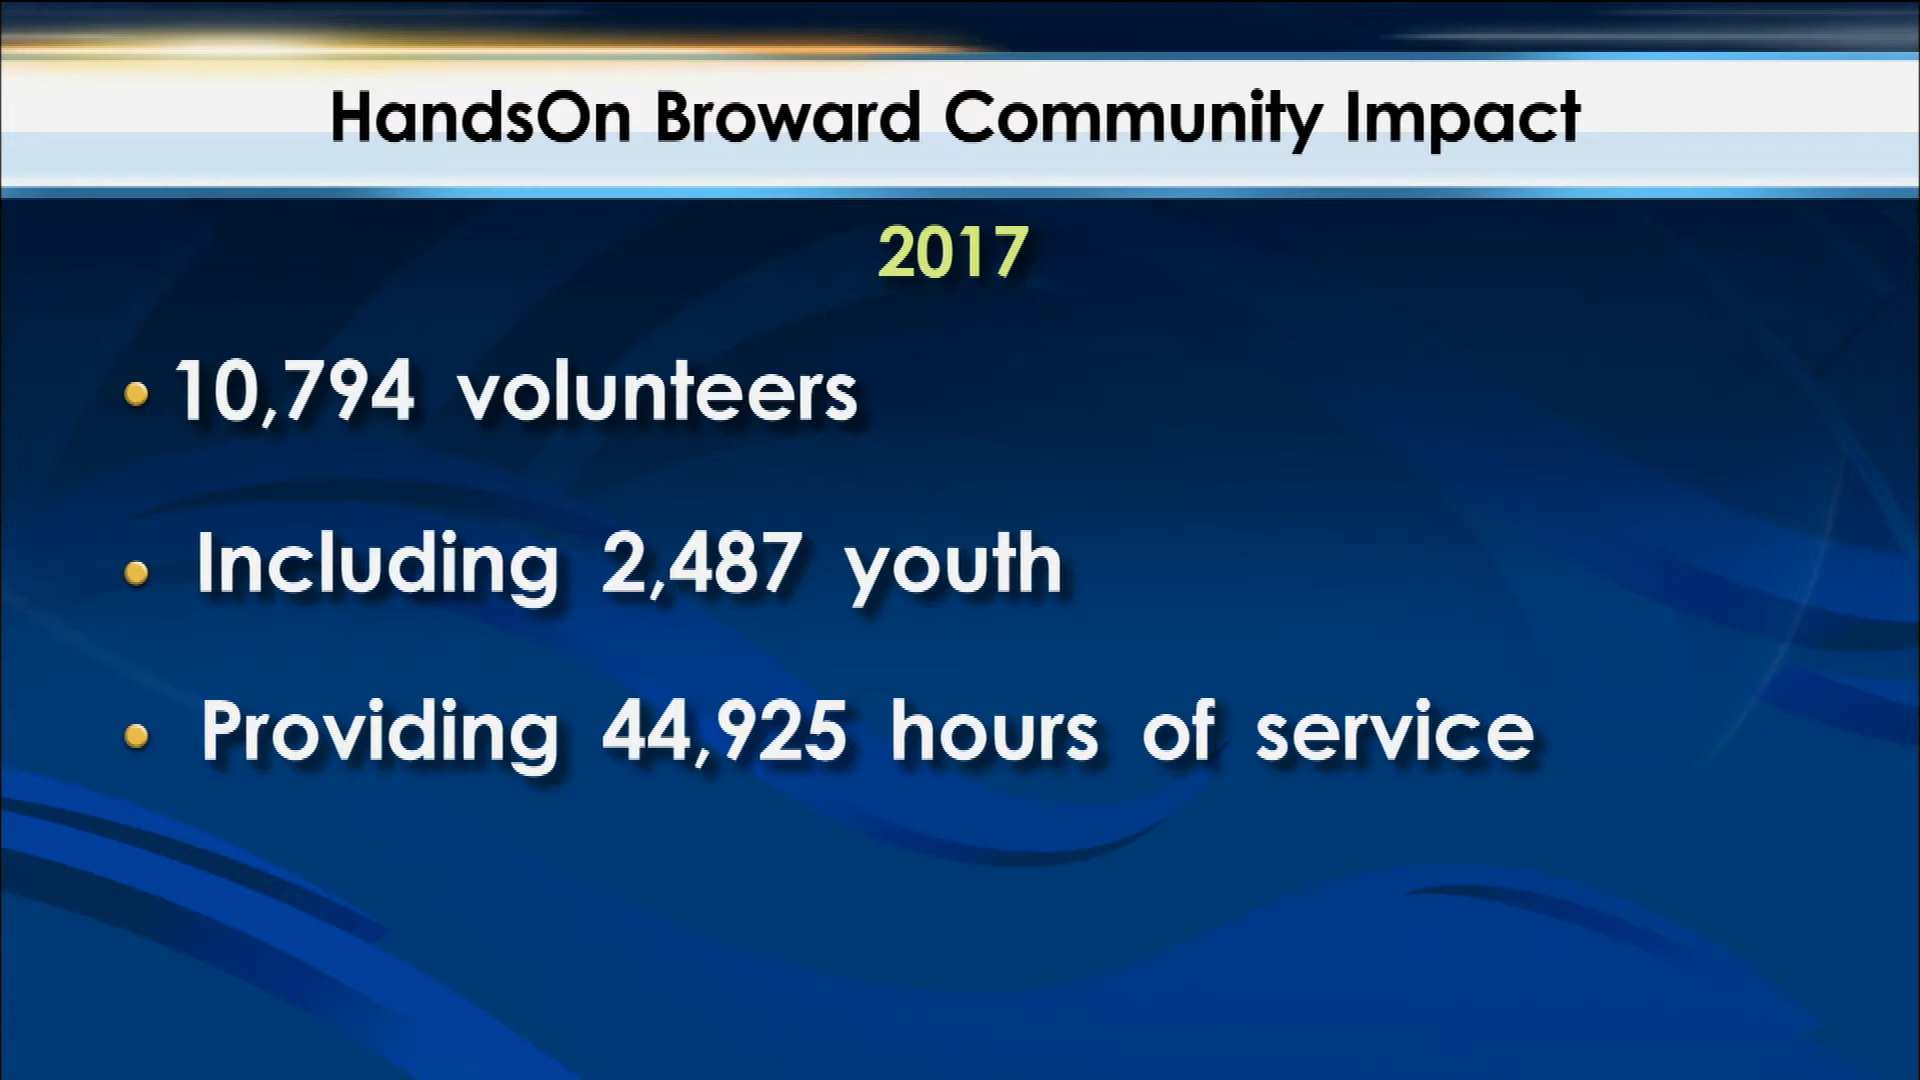 HandsOn Broward Community Impact
2017
• 10,794 volunteers
• Including 2,487 youth
• Providing 44,925 hours of service